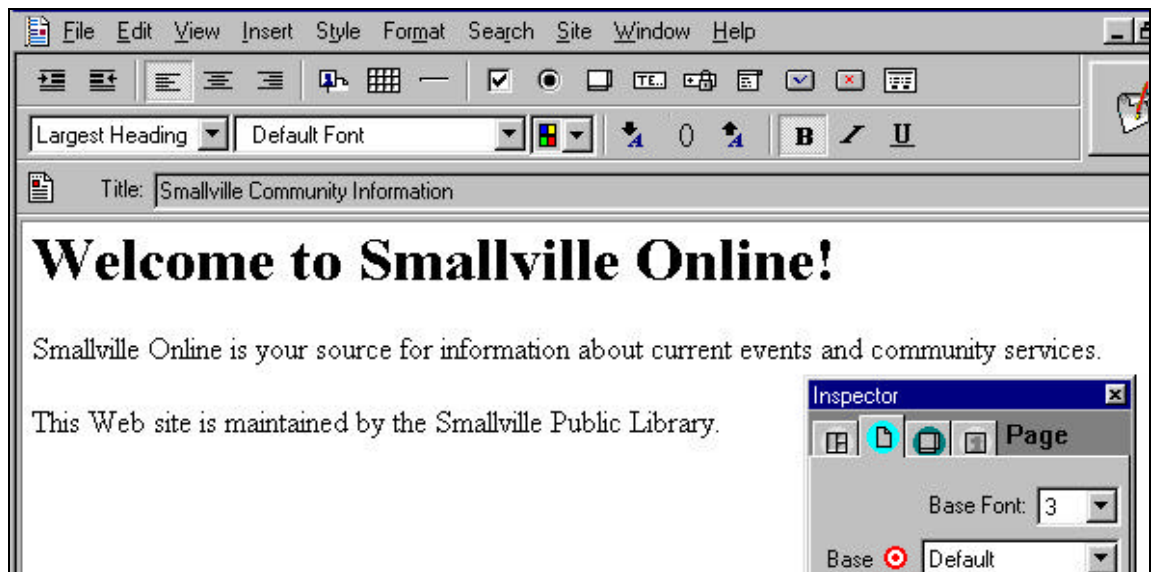 File Edit View Insert Style Format Search Site Window Help
TE..
Largest Heading Default Font 0 A B I U
Title: Smallville Community Information
Welcome to Smallville Online!
Smallville Online is your source for information about current events and community services.
This Web site is maintained by the Smallville Public Library.
Inspector
Page
Base Font: 3
Base Default